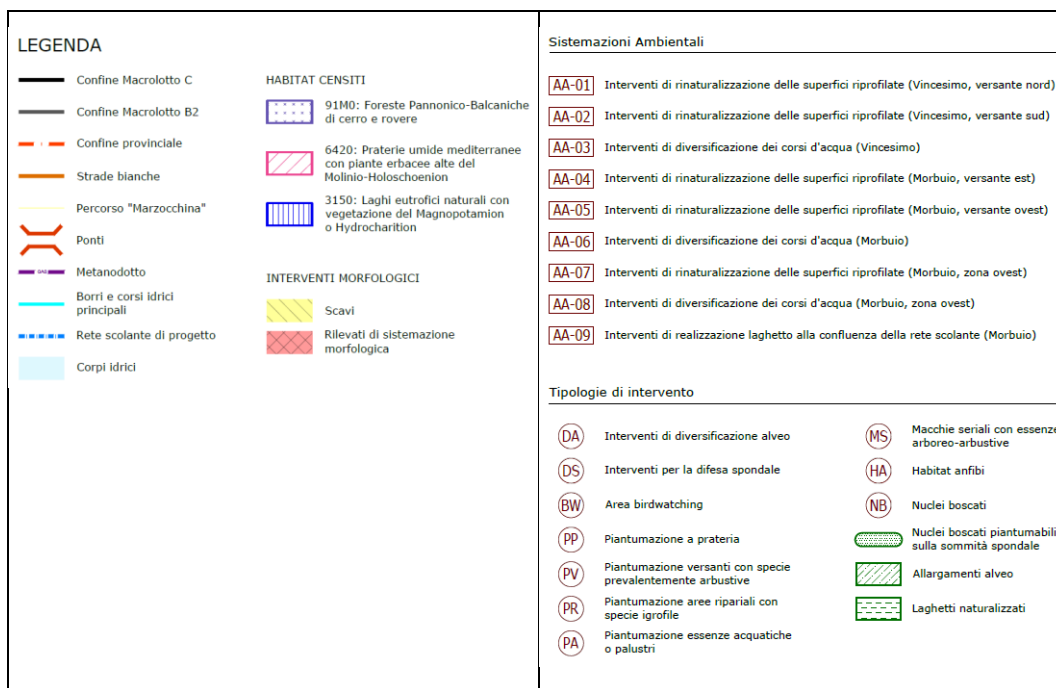 LEGENDA
Confine Macrolotto C
Confine Macrolotto B2
Confine provinciale
Strade bianche
Percorso "Marzocchina"
Ponti
GAS
Metanodotto
Borri e corsi idrici
principali
Rete scolante di progetto
Corpi idrici
HABITAT CENSITI
91M0: Foreste Pannonico-Balcaniche
di cerro e rovere
6420: Praterie umide mediterranee
con piante erbacee alte del
Molinio-Holoschoenion
3150: Laghi eutrofici naturali con
vegetazione del Magnopotamion
o Hydrocharition
INTERVENTI MORFOLOGICI
Scavi
Rilevati di sistemazione
morfologica
Sistemazioni Ambientali
AA-01 Interventi di rinaturalizzazione delle superfici riprofilate (Vincesimo, versante nord)
AA-02 Interventi di rinaturalizzazione delle superfici riprofilate (Vincesimo, versante sud)
AA-03 Interventi di diversificazione dei corsi d'acqua (Vincesimo)
AA-04 Interventi di rinaturalizzazione delle superfici riprofilate (Morbuio, versante est)
AA-05 Interventi di rinaturalizzazione delle superfici riprofilate (Morbuio, versante ovest)
AA-06 Interventi di diversificazione dei corsi d'acqua (Morbuio)
AA-07 Interventi di rinaturalizzazione delle superfici riprofilate (Morbuio, zona ovest)
AA-08 Interventi di diversificazione dei corsi d'acqua (Morbuio, zona ovest)
AA-09 Interventi di realizzazione laghetto alla confluenza della rete scolante (Morbuio)
Tipologie di intervento
DA Interventi di diversificazione alveo
DS Interventi per la difesa spondale
BW Area birdwatching
PP Piantumazione a prateria
PV Piantumazione versanti con specie
prevalentemente arbustive
PR Piantumazione aree ripariali con
specie igrofile
PA Piantumazione essenze acquatiche
o palustri
MS Macchie seriali con essenze
arboreo-arbustive
HA Habitat anfibi
NB Nuclei boscati
Nuclei boscati piantumabili
sulla sommità spondale
Allargamenti alveo
Laghetti naturalizzati